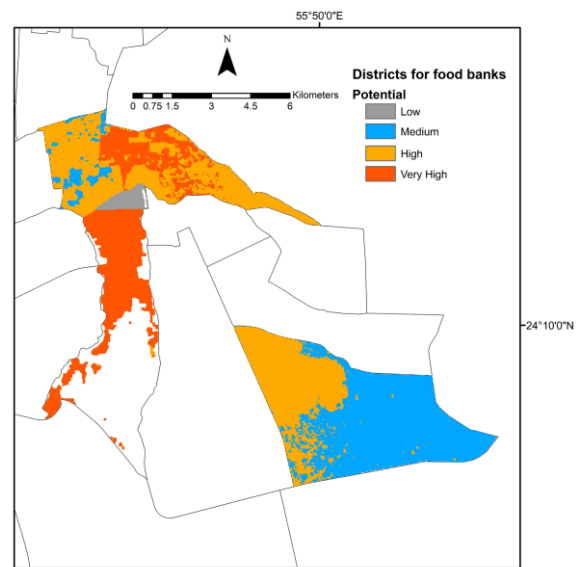 55°50'0"E
N
Kilometers
0 0.75 1.5 3 4.5 6
Districts for food banks
Potential
Low
Medium
High
Very High
24°10'0"N